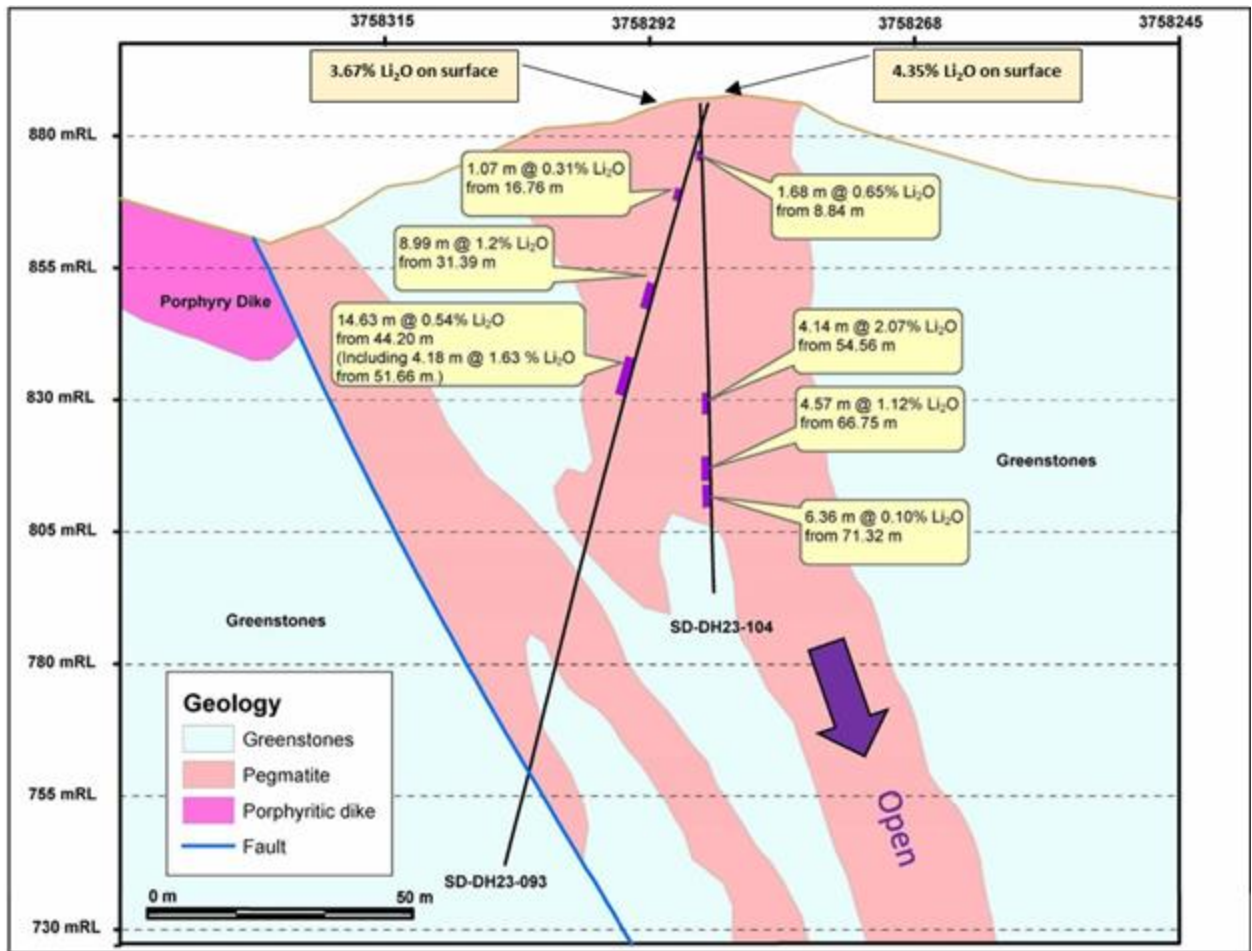 3758315
3758292
3758268
3758245
3.67% Li₂O on surface
4.35% Li₂O on surface
880 mRL
1.07 m @ 0.31% Li₂O
from 16.76 m
1.68 m @ 0.65% Li₂O
from 8.84 m
8.99 m @ 1.2% Li₂O
from 31.39 m
855 mRL
Porphyry Dike
14.63 m @ 0.54% Li₂O
from 44.20 m
(Including 4.18 m @ 1.63 % Li₂O
from 51.66 m.)
4.14 m @ 2.07% Li₂O
from 54.56 m
830 mRL
4.57 m @ 1.12% Li₂O
from 66.75 m
Greenstones
6.36 m @ 0.10% Li₂O
from 71.32 m
805 mRL
Greenstones
SD-DH23-104
780 mRL
Geology
Greenstones
Pegmatite
Porphyritic dike
Fault
755 mRL
Open
SD-DH23-093
0 m
50 m
730 mRL